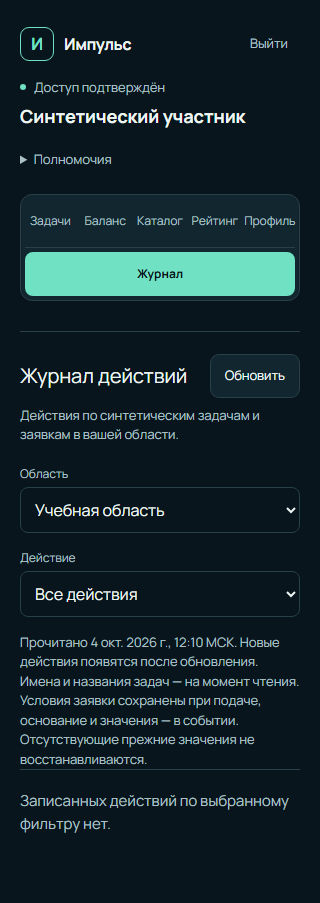 И Импульс Выйти
Доступ подтверждён
Синтетический участник
Полномочия
Задачи Баланс Каталог Рейтинг Профиль
Журнал
Журнал действий Обновить
Действия по синтетическим задачам и
заявкам в вашей области.
Область
Учебная область
Действие
Все действия
Прочитано 4 окт. 2026 г., 12:10 МСК. Новые
действия появятся после обновления.
Имена и названия задач — на момент чтения.
Условия заявки сохранены при подаче,
основание и значения — в событии.
Отсутствующие прежние значения не
восстанавливаются.
Записанных действий по выбранному
фильтру нет.